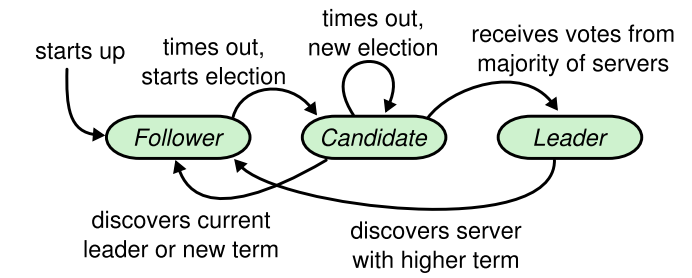 starts up
times out,
starts election
times out,
new election
receives votes from
majority of servers
Follower
Candidate
Leader
discovers current
leader or new term
discovers server
with higher term